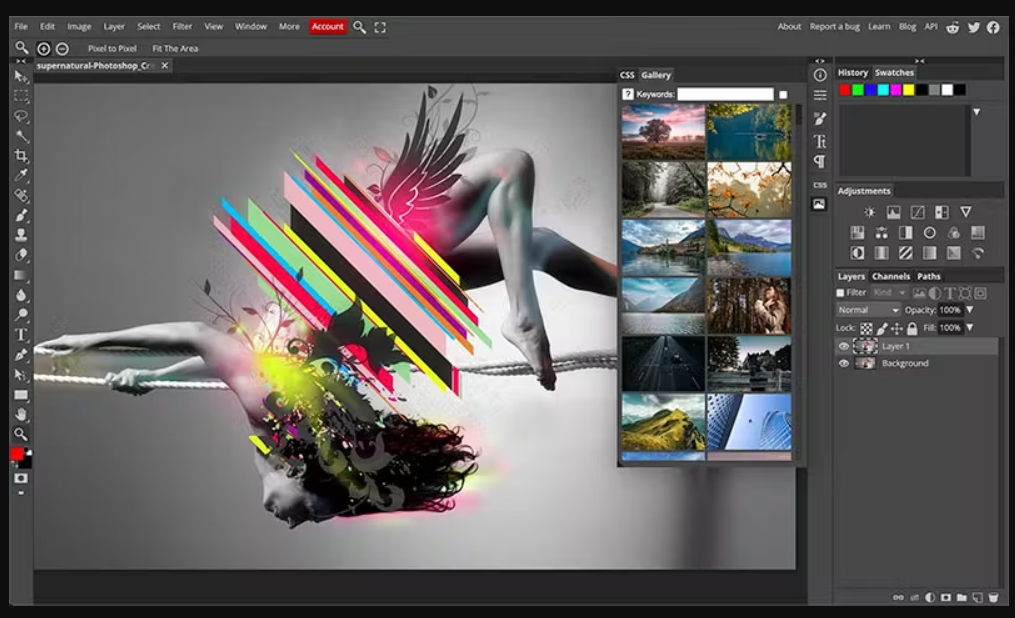 File Edit Image Layer Select Filter View Window More Account About Report a bug Learn Blog API
Pixel to Pixel Fit The Area
supernatural-Photoshop_Cr
CSS Gallery
? Keywords:
History Swatches
CSS
Adjustments
Layers Channels Paths
Filter Kind
Normal Opacity: 100%
Lock: Fill: 100%
Layer 1
Background